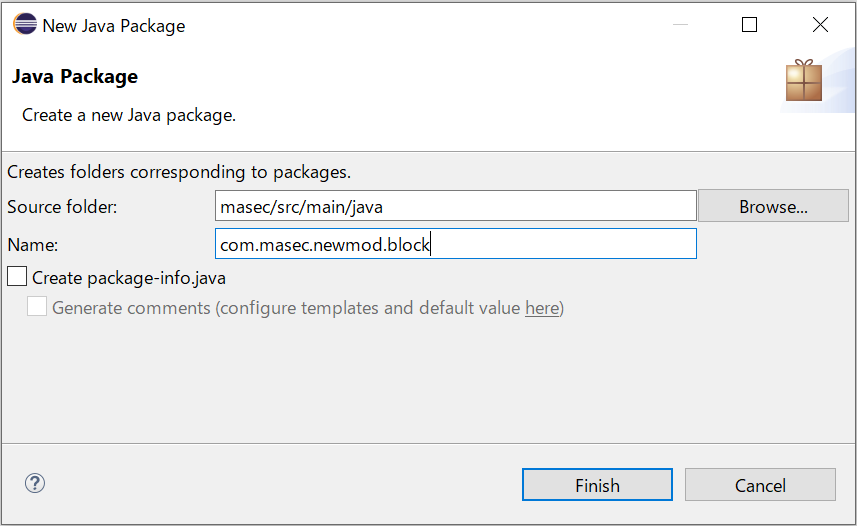 New Java Package
Java Package
Create a new Java package.
Creates folders corresponding to packages.
Source folder: masec/src/main/java Browse...
Name: com.masec.newmod.block
Create package-info.java
Generate comments (configure templates and default value here)
? Finish Cancel